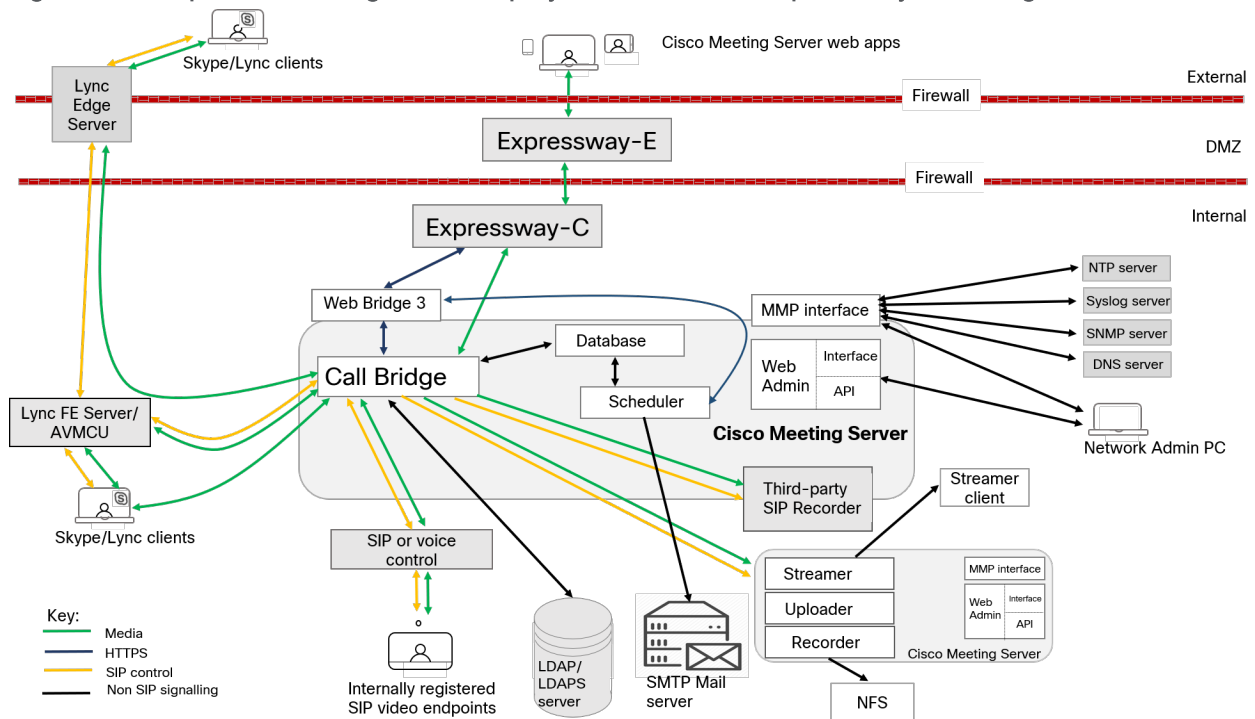 Skype/Lync clients
Cisco Meeting Server web apps
External
Lync
Edge
Server
Firewall
Expressway-E
DMZ
Firewall
Internal
Expressway-C
NTP server
Web Bridge 3
MMP interface
Syslog server
SNMP server
DNS server
Database
Web
Admin
Interface
API
Call Bridge
Scheduler
Lync FE Server/
AVMCU
Cisco Meeting Server
Network Admin PC
Third-party
SIP Recorder
Streamer
client
Skype/Lync clients
SIP or voice
control
Streamer
Uploader
Recorder
MMP interface
Web
Admin
Interface
API
Cisco Meeting Server
Key:
Media
HTTPS
SIP control
Non SIP signalling
Internally registered
SIP video endpoints
LDAP/
LDAPS
server
SMTP Mail
server
NFS